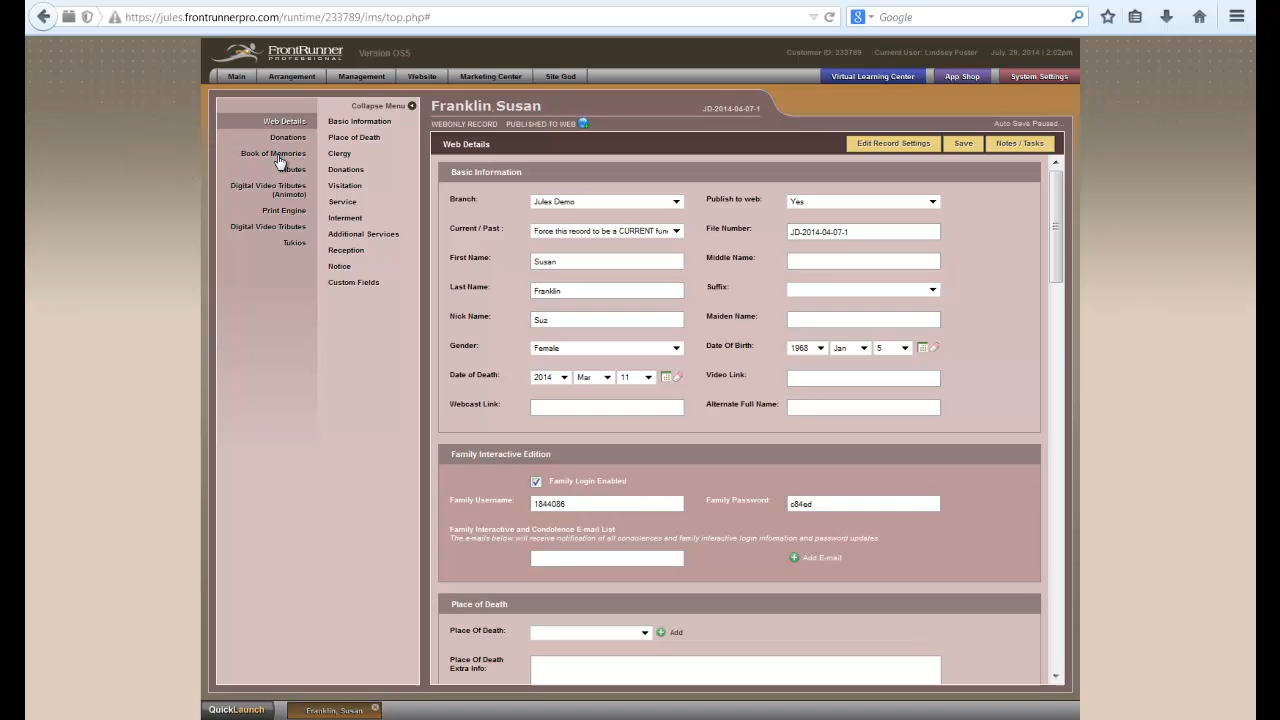 https://jules.frontrunnerpro.com/runtime/233789/ims/top.php#
Google
FrontRunner
PROFESSIONAL
Version OS5
Customer ID: 233789
Current User: Lindsey Foster
July. 29, 2014 | 2:02pm
Main
Arrangement
Management
Website
Marketing Center
Site God
Virtual Learning Center
App Shop
System Settings
Collapse Menu
Web Details
Donations
Book of Memories
Digital Video Tributes
(Animoto)
Print Engine
Digital Video Tributes
Tukios
Basic Information
Place of Death
Clergy
Donations
Visitation
Service
Interment
Additional Services
Reception
Notice
Custom Fields
Franklin, Susan
JD-2014-04-07-1
WEBONLY RECORD
PUBLISHED TO WEB
Auto Save Paused...
Web Details
Edit Record Settings
Save
Notes / Tasks
Basic Information
Branch:
Jules Demo
Publish to web:
Yes
Current / Past :
Force this record to be a CURRENT
File Number:
JD-2014-04-07-1
First Name:
Susan
Middle Name:
Last Name:
Franklin
Suffix:
Nick Name:
Suz
Maiden Name:
Gender:
Female
Date Of Birth:
1968
Jan
5
Date of Death:
2014
Mar
11
Video Link:
Webcast Link:
Alternate Full Name:
Family Interactive Edition
Family Login Enabled
Family Username:
1844086
Family Password:
c84ed
Family Interactive and Condolence E-mail List
The e-mails below will receive notification of all condolences and family interactive login infomation and password updates.
Add E-mail
Place of Death
Place Of Death:
Add
Place Of Death
Extra Info:
QuickLaunch
Franklin, Susan